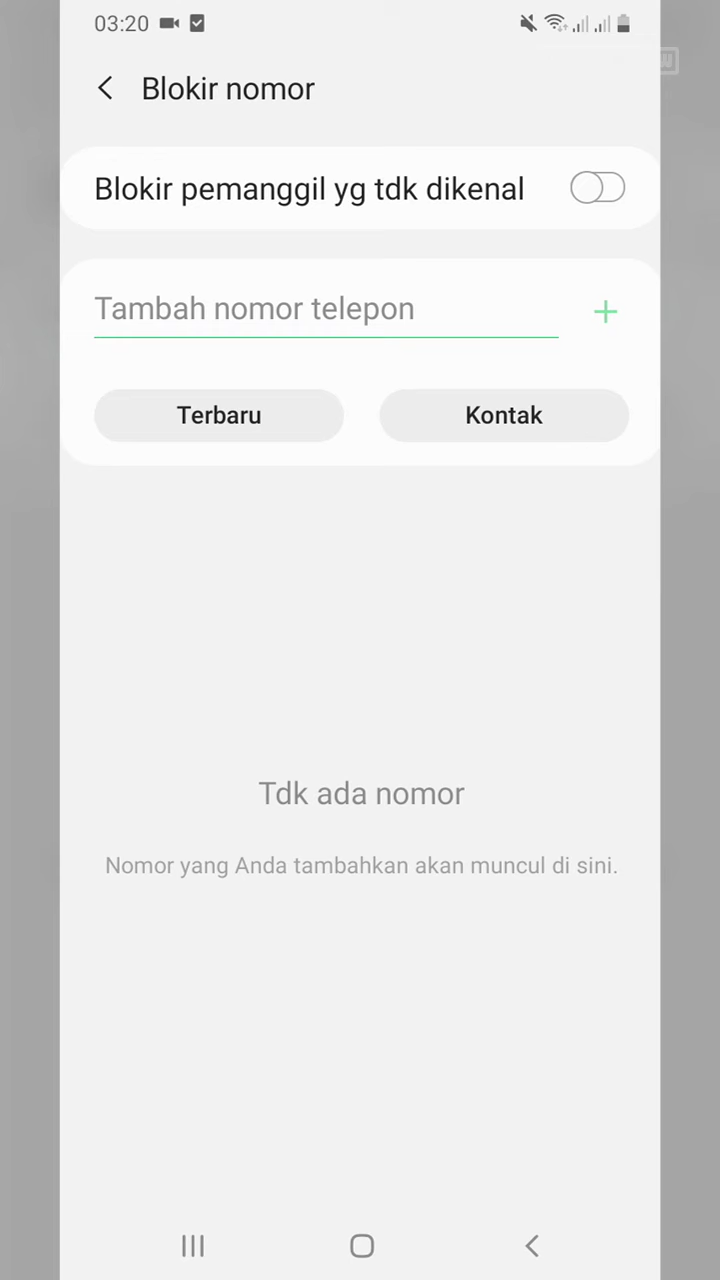 03:20
Blokir nomor
Blokir pemanggil yg tdk dikenal
Tambah nomor telepon
Terbaru
Kontak
Tdk ada nomor
Nomor yang Anda tambahkan akan muncul di sini.